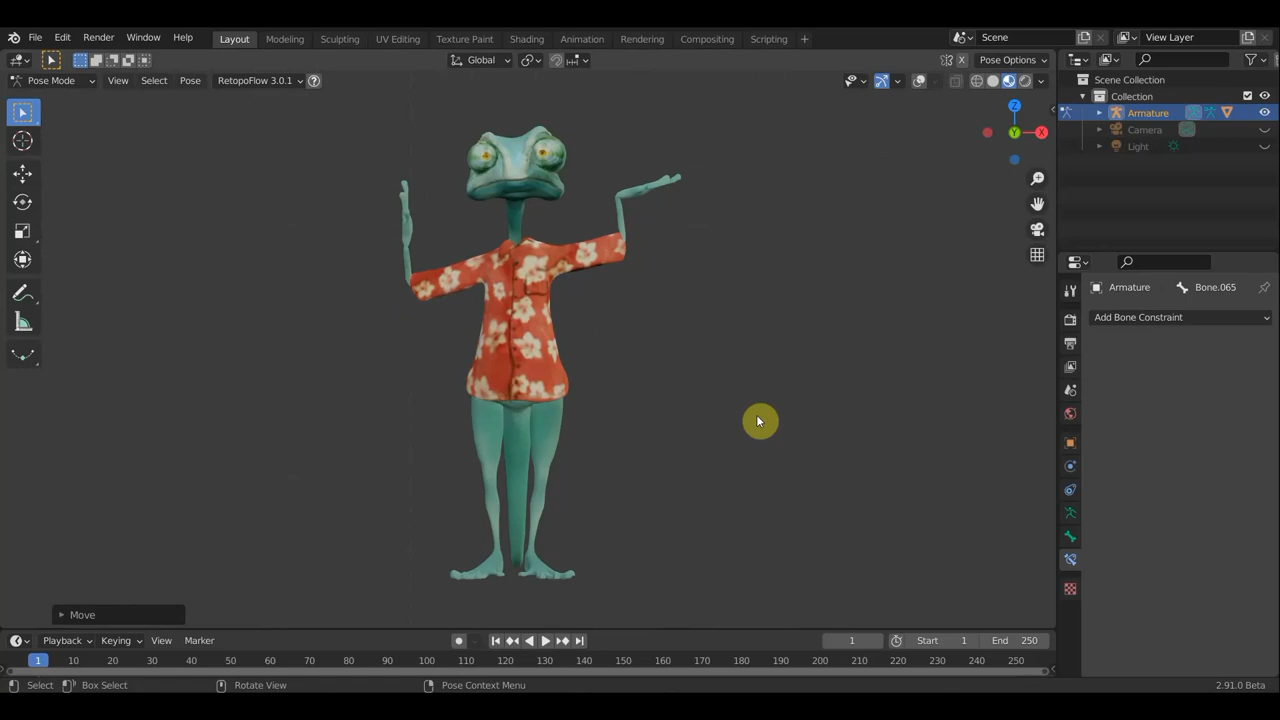 File Edit Render Window Help Layout Modeling Sculpting UV Editing Texture Paint Shading Animation Rendering Compositing Scripting + Scene View Layer
Global Pose Options
Pose Mode View Select Pose RetopoFlow 3.0.1
Scene Collection
Collection
Armature
Camera
Light
Z
Y
X
Armature Bone.065
Add Bone Constraint
Move
Playback Keying View Marker 1 Start 1 End 250
1 10 20 30 40 50 60 70 80 90 100 110 120 130 140 150 160 170 180 190 200 210 220 230 240 250
Select Box Select Rotate View Pose Context Menu 2.91.0 Beta